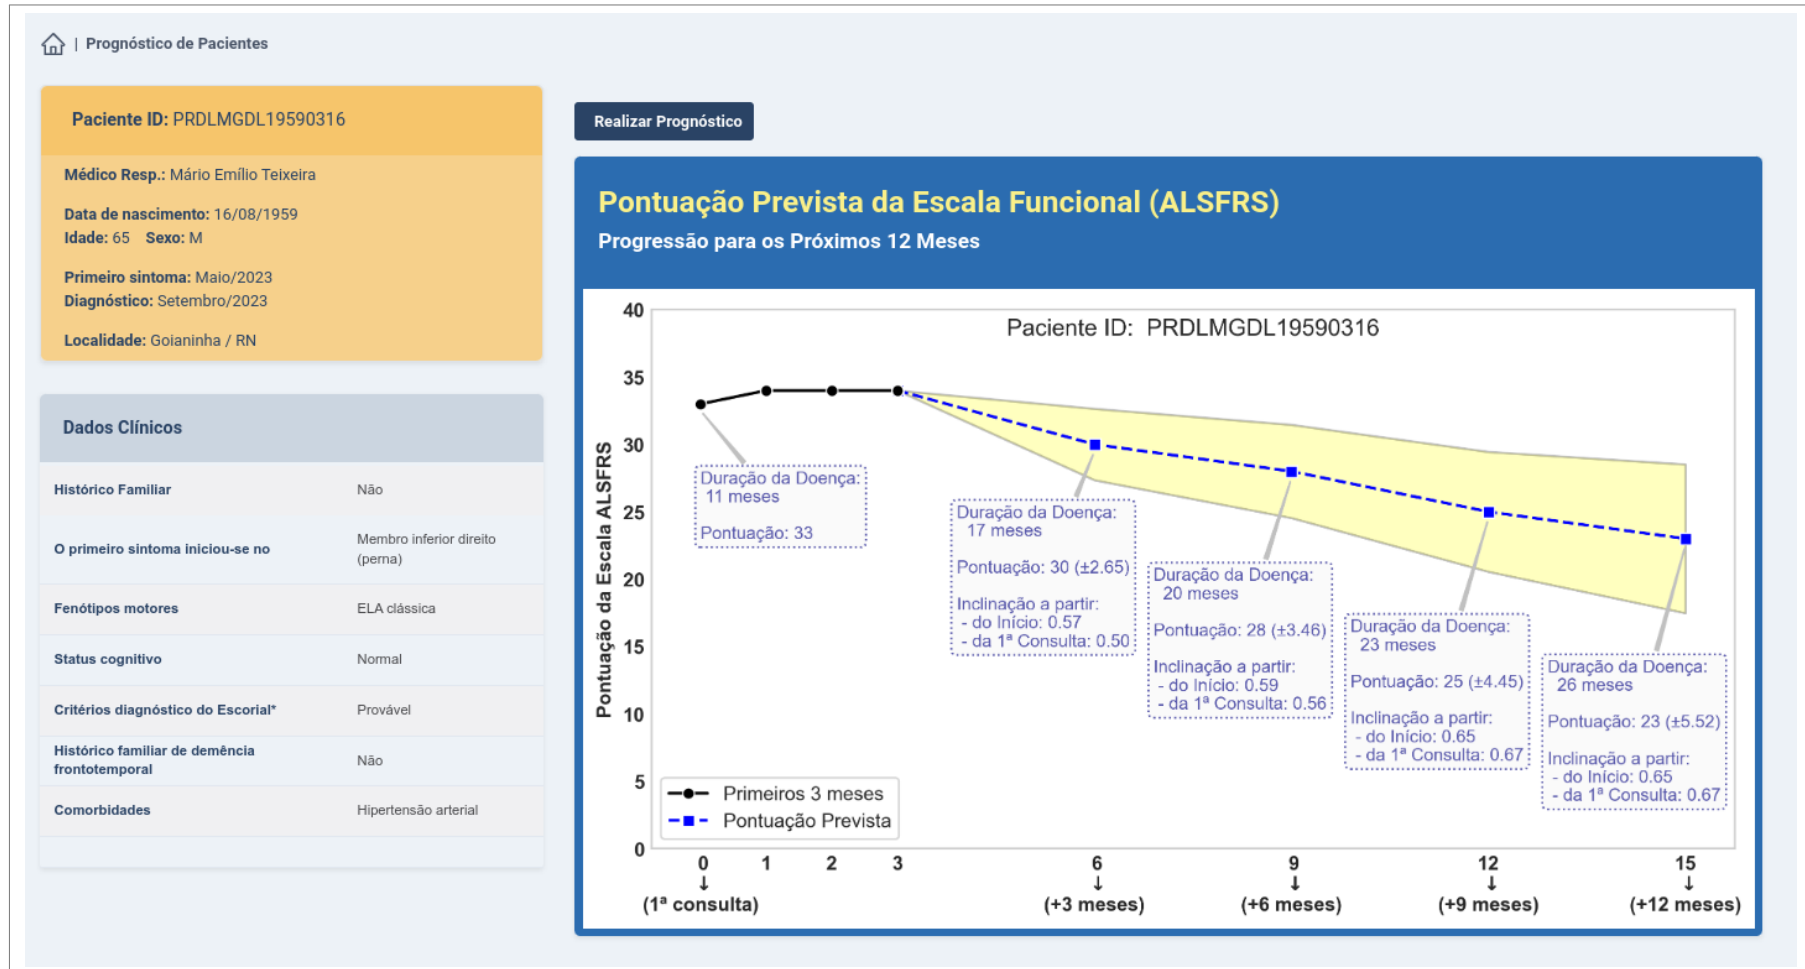 | Prognóstico de Pacientes
Paciente ID: PRDLMGDL19590316
Médico Resp.: Mário Emílio Teixeira
Data de nascimento: 16/08/1959
Idade: 65 Sexo: M
Primeiro sintoma: Maio/2023
Diagnóstico: Setembro/2023
Localidade: Goianinha / RN
Dados Clínicos
Histórico Familiar Não
O primeiro sintoma iniciou-se no Membro inferior direito
(perna)
Fenótipos motores ELA clássica
Status cognitivo Normal
Critérios diagnóstico do Escorial* Provável
Histórico familiar de demência
frontotemporal Não
Comorbidades Hipertensão arterial
Realizar Prognóstico
Pontuação Prevista da Escala Funcional (ALSFRS)
Progressão para os Próximos 12 Meses
Paciente ID: PRDLMGDL19590316
Pontuação da Escala ALSFRS
40
35
30
25
20
15
10
5
0
Duração da Doença:
11 meses
Pontuação: 33
Duração da Doença:
17 meses
Pontuação: 30 (±2.65)
Inclinação a partir:
- do Início: 0.57
- da 1ª Consulta: 0.50
Duração da Doença:
20 meses
Pontuação: 28 (±3.46)
Inclinação a partir:
- do Início: 0.59
- da 1ª Consulta: 0.56
Duração da Doença:
23 meses
Pontuação: 25 (±4.45)
Inclinação a partir:
- do Início: 0.65
- da 1ª Consulta: 0.67
Duração da Doença:
26 meses
Pontuação: 23 (±5.52)
Inclinação a partir:
- do Início: 0.65
- da 1ª Consulta: 0.67
Primeiros 3 meses
Pontuação Prevista
0 1 2 3 6 9 12 15
↓ ↓ ↓ ↓ ↓
(1ª consulta) (+3 meses) (+6 meses) (+9 meses) (+12 meses)